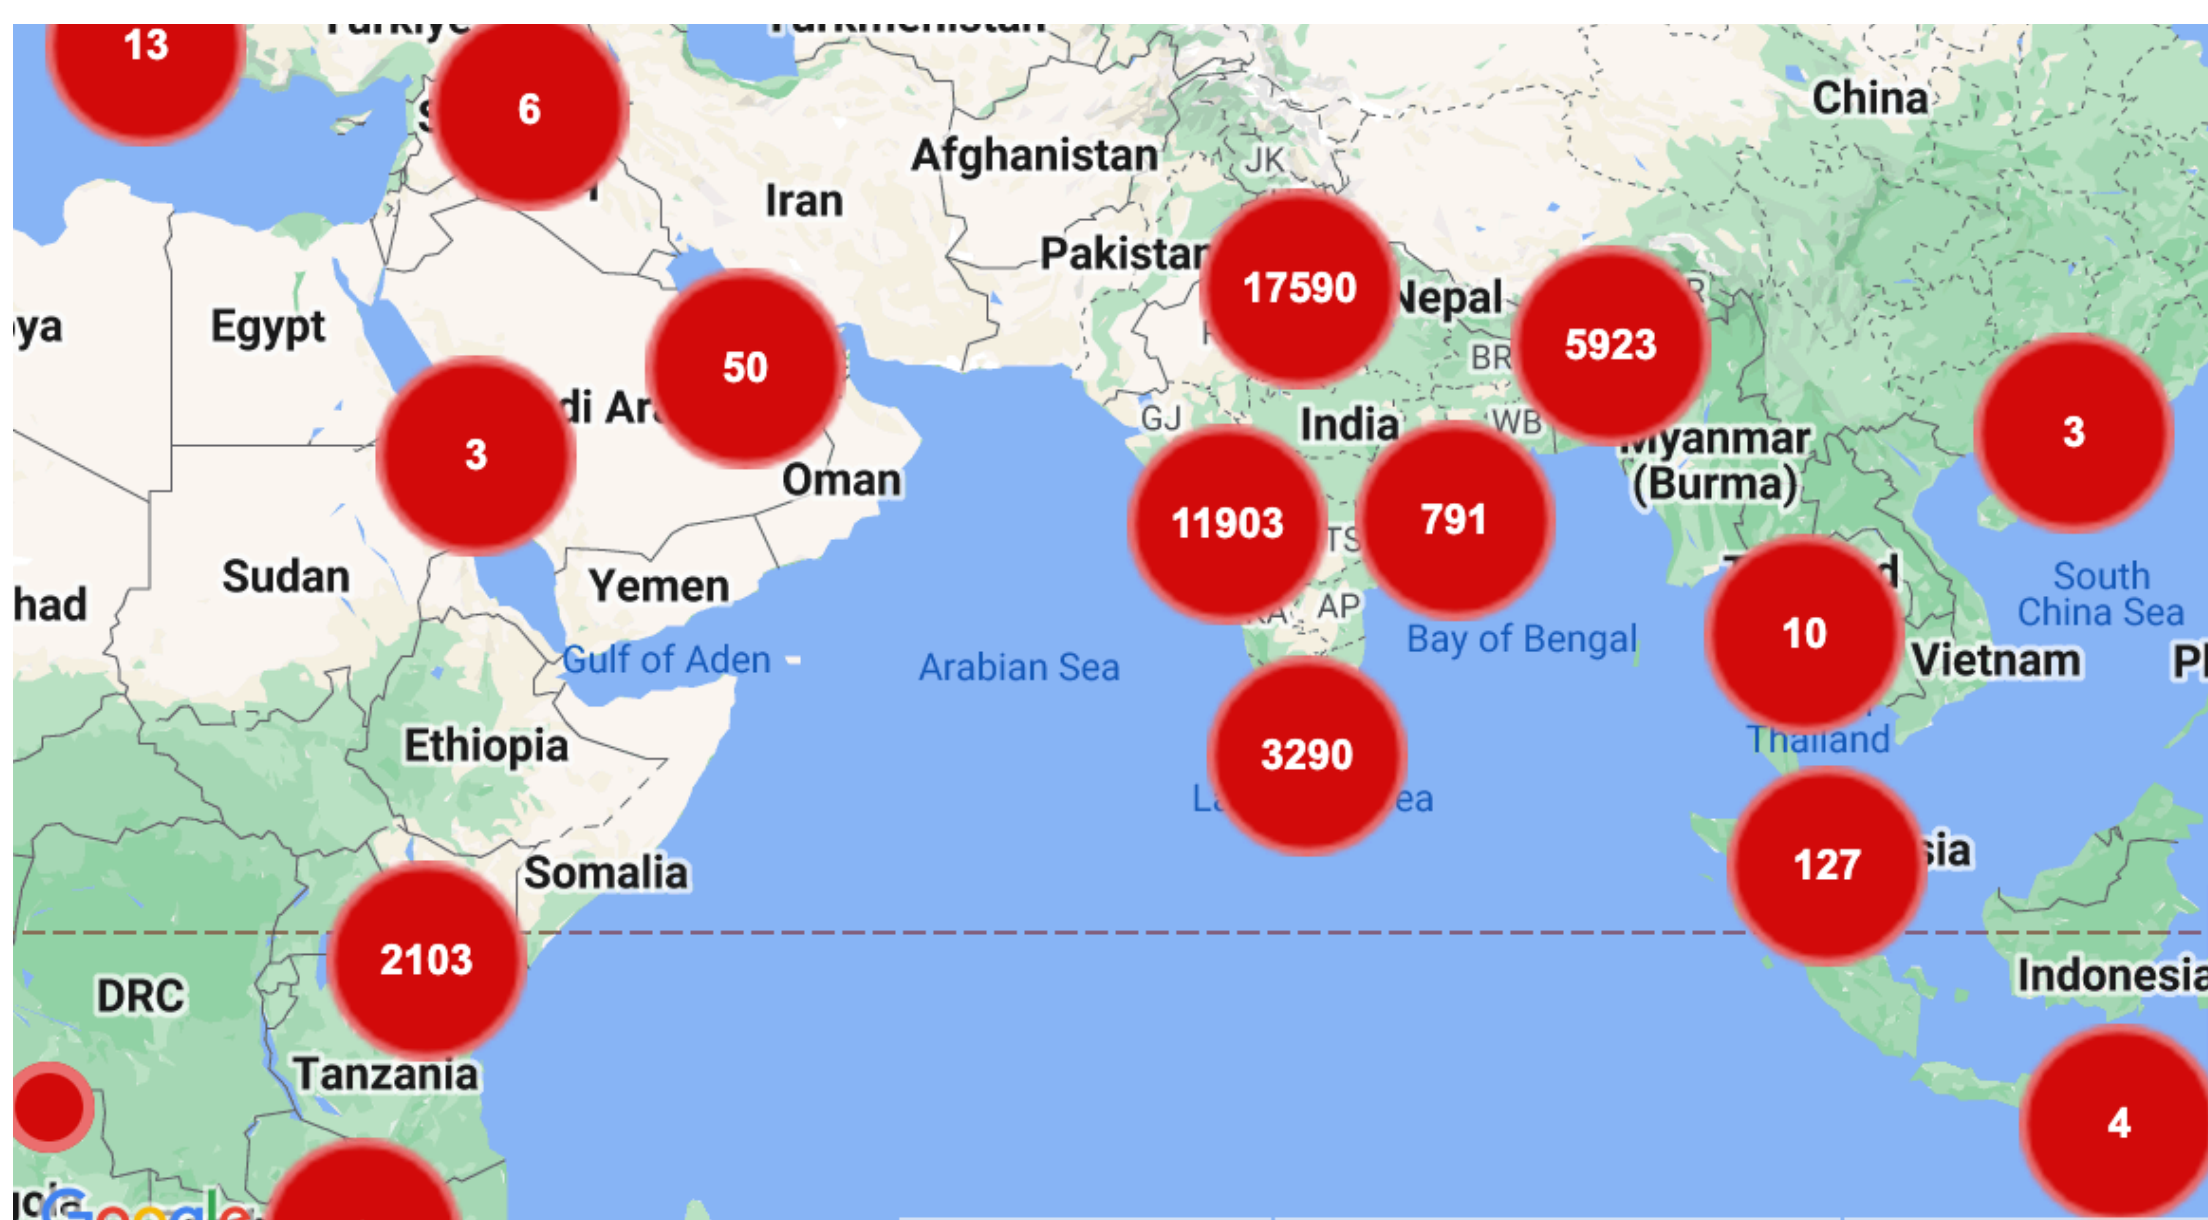 13
6
China
Afghanistan
JK
Iran
Pakistan
17590
Nepal
5923
Egypt
50
BR
3
GJ
India
WB
Myanmar
(Burma)
3
Oman
11903
791
TS
Sudan
Yemen
AP
South
China Sea
10
Gulf of Aden
Arabian Sea
Bay of Bengal
Vietnam
Ethiopia
3290
Thailand
127
Somalia
2103
DRC
Indonesia
Tanzania
4
Google